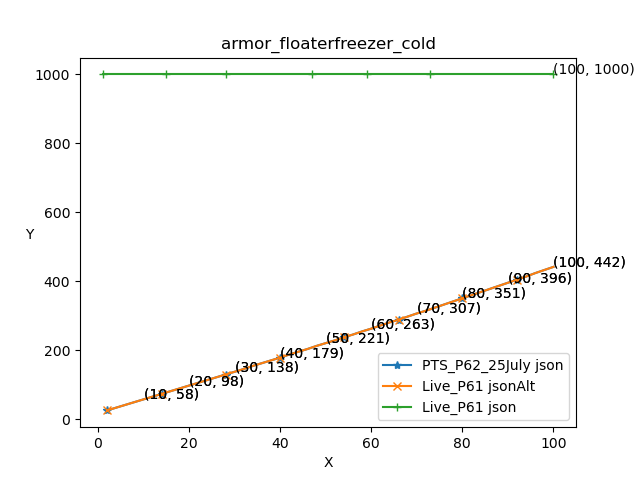 armor_floaterfreezer_cold
1000
(100, 1000)
800
600
Y
400
(100, 442)
(90, 396)
(80, 351)
(70, 307)
(60, 263)
(50, 221)
200
(40, 179)
(30, 138)
(20, 98)
(10, 58)
0
PTS_P62_25July json
Live_P61 jsonAlt
Live_P61 json
0 20 40 60 80 100
X